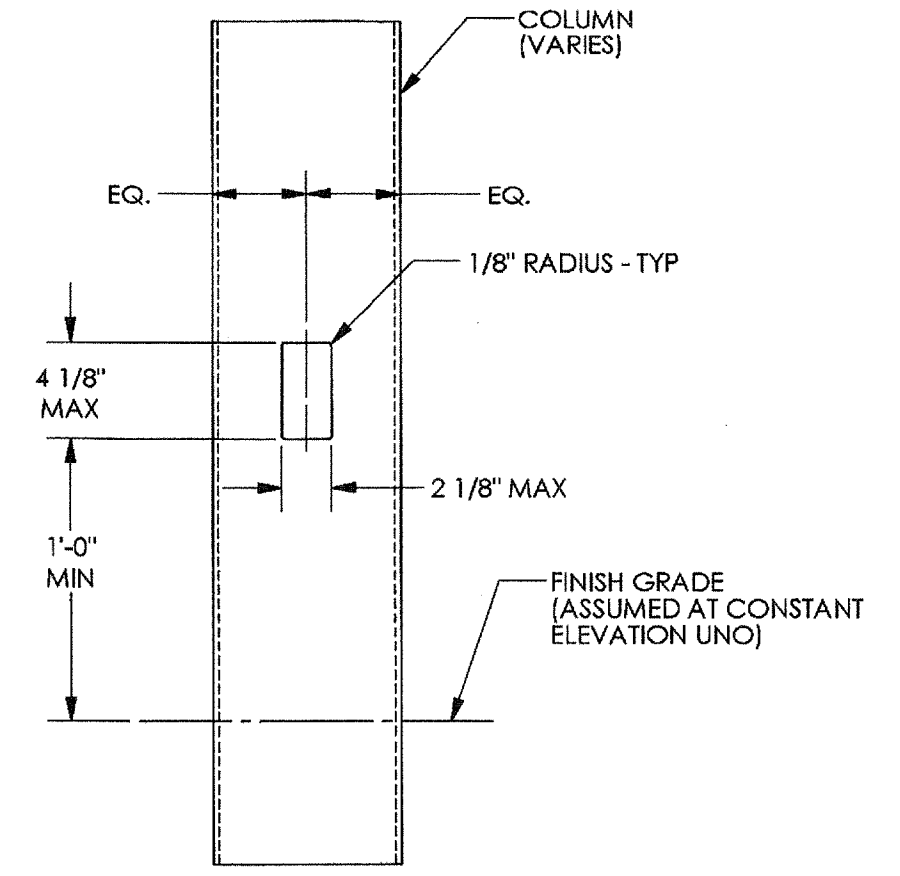 COLUMN
(VARIES)
EQ.
EQ.
1/8" RADIUS - TYP
4 1/8"
MAX
2 1/8" MAX
1'-0"
MIN
FINISH GRADE
(ASSUMED AT CONSTANT
ELEVATION UNO)